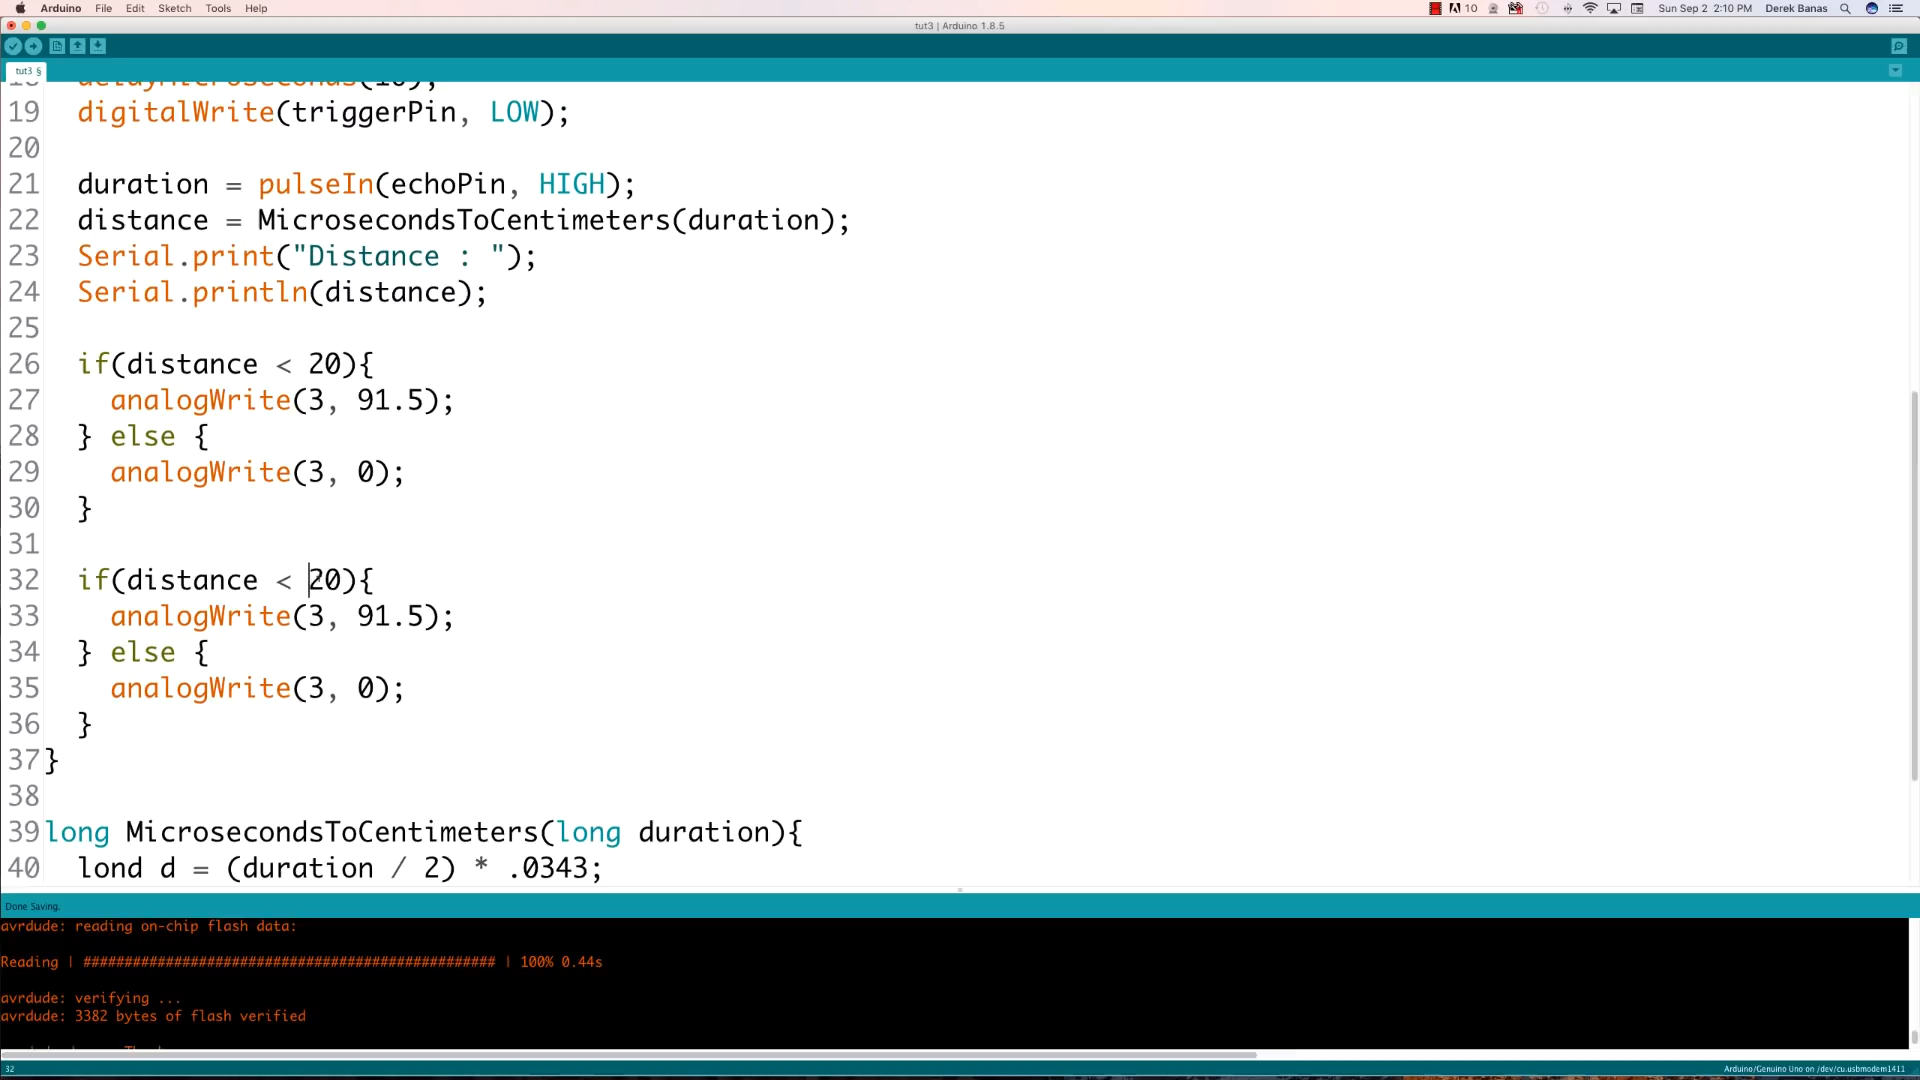 Arduino File Edit Sketch Tools Help
10 Sun Sep 2 2:10 PM Derek Banas
tut3 | Arduino 1.8.5
tut3 §
19 digitalWrite(triggerPin, LOW);
20
21 duration = pulseIn(echoPin, HIGH);
22 distance = MicrosecondsToCentimeters(duration);
23 Serial.print("Distance : ");
24 Serial.println(distance);
25
26 if(distance < 20){
27 analogWrite(3, 91.5);
28 } else {
29 analogWrite(3, 0);
30 }
31
32 if(distance < 20){
33 analogWrite(3, 91.5);
34 } else {
35 analogWrite(3, 0);
36 }
37 }
38
39 long MicrosecondsToCentimeters(long duration){
40 lond d = (duration / 2) * .0343;
Done Saving.
avrdude: reading on-chip flash data:
Reading | ################################################## | 100% 0.44s
avrdude: verifying ...
avrdude: 3382 bytes of flash verified
32
Arduino/Genuino Uno on /dev/cu.usbmodem1411